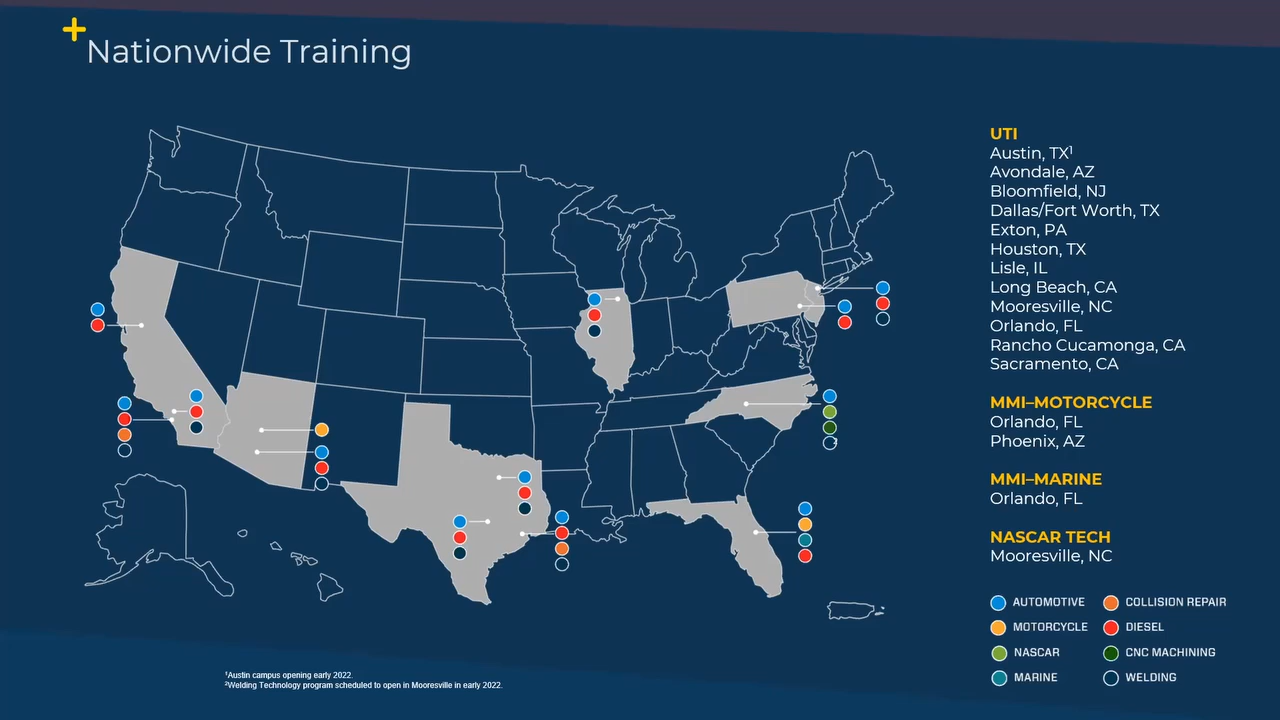 Nationwide Training
UTI
Austin, TX¹
Avondale, AZ
Bloomfield, NJ
Dallas/Fort Worth, TX
Exton, PA
Houston, TX
Lisle, IL
Long Beach, CA
Mooresville, NC
Orlando, FL
Rancho Cucamonga, CA
Sacramento, CA
MMI–MOTORCYCLE
Orlando, FL
Phoenix, AZ
MMI–MARINE
Orlando, FL
NASCAR TECH
Mooresville, NC
2
AUTOMOTIVE COLLISION REPAIR
MOTORCYCLE DIESEL
NASCAR CNC MACHINING
MARINE WELDING
¹Austin campus opening early 2022.
²Welding Technology program scheduled to open in Mooresville in early 2022.